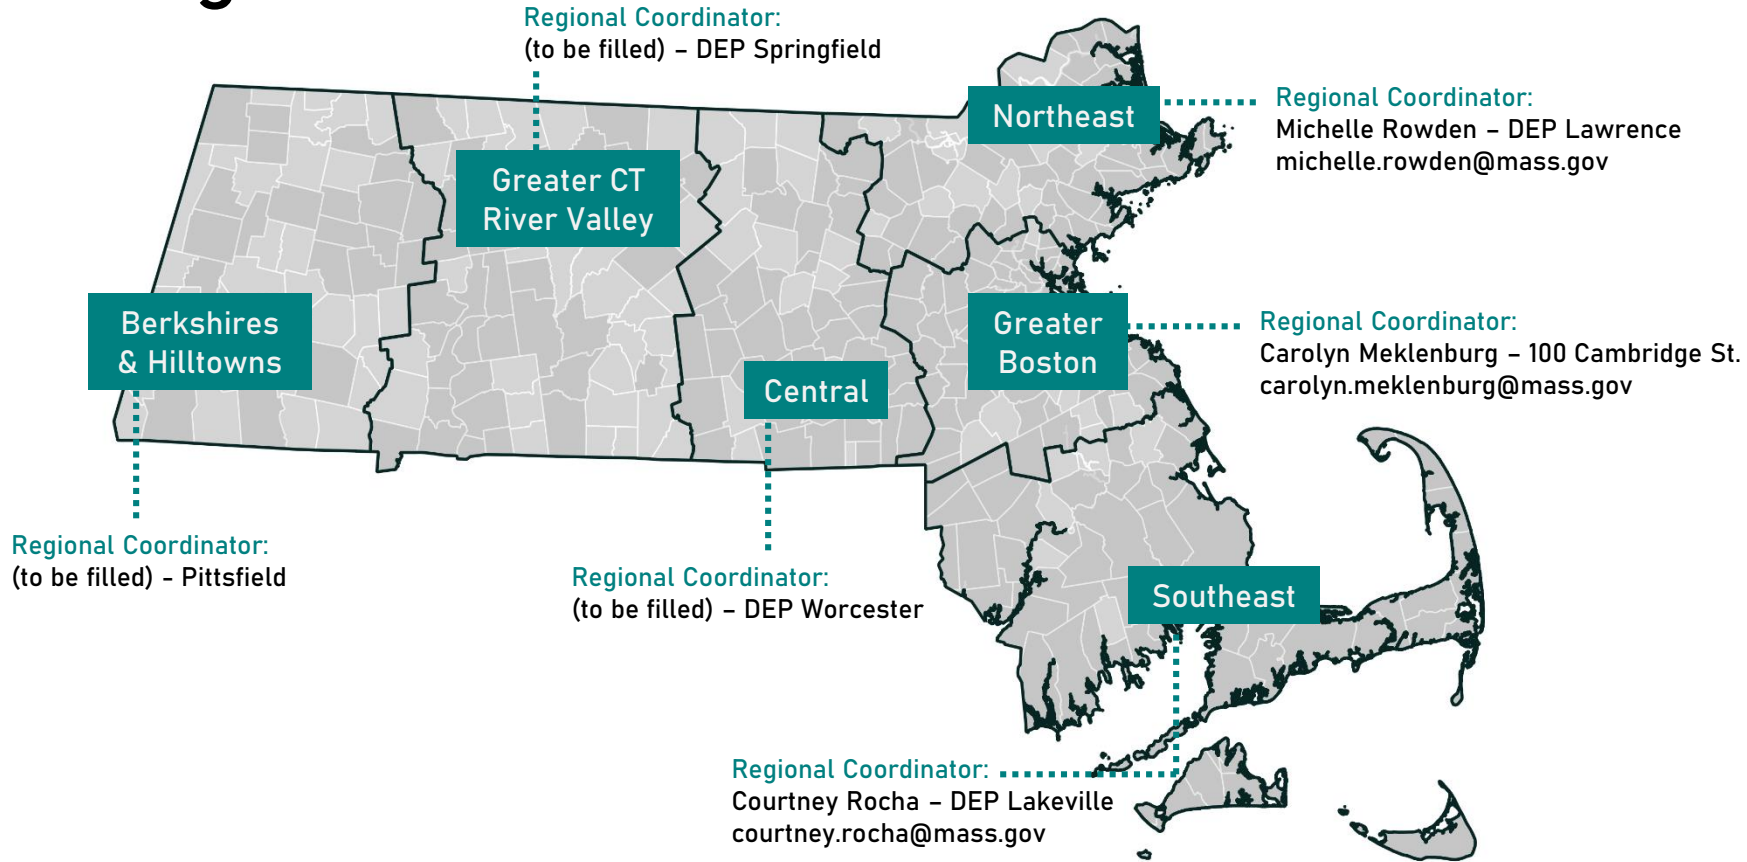 Regional Coordinator:
(to be filled) – DEP Springfield
Northeast
Regional Coordinator:
Michelle Rowden – DEP Lawrence
michelle.rowden@mass.gov
Greater CT
River Valley
Berkshires
& Hilltowns
Greater
Boston
Regional Coordinator:
Carolyn Meklenburg – 100 Cambridge St.
carolyn.meklenburg@mass.gov
Central
Regional Coordinator:
(to be filled) - Pittsfield
Regional Coordinator:
(to be filled) – DEP Worcester
Southeast
Regional Coordinator:
Courtney Rocha – DEP Lakeville
courtney.rocha@mass.gov